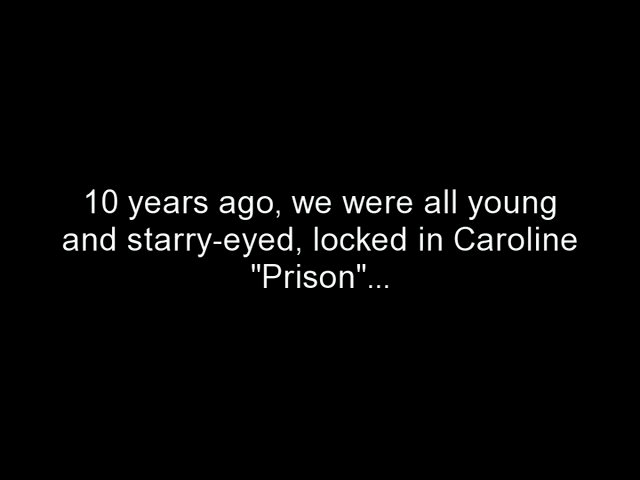 10 years ago, we were all young
and starry-eyed, locked in Caroline
"Prison"...